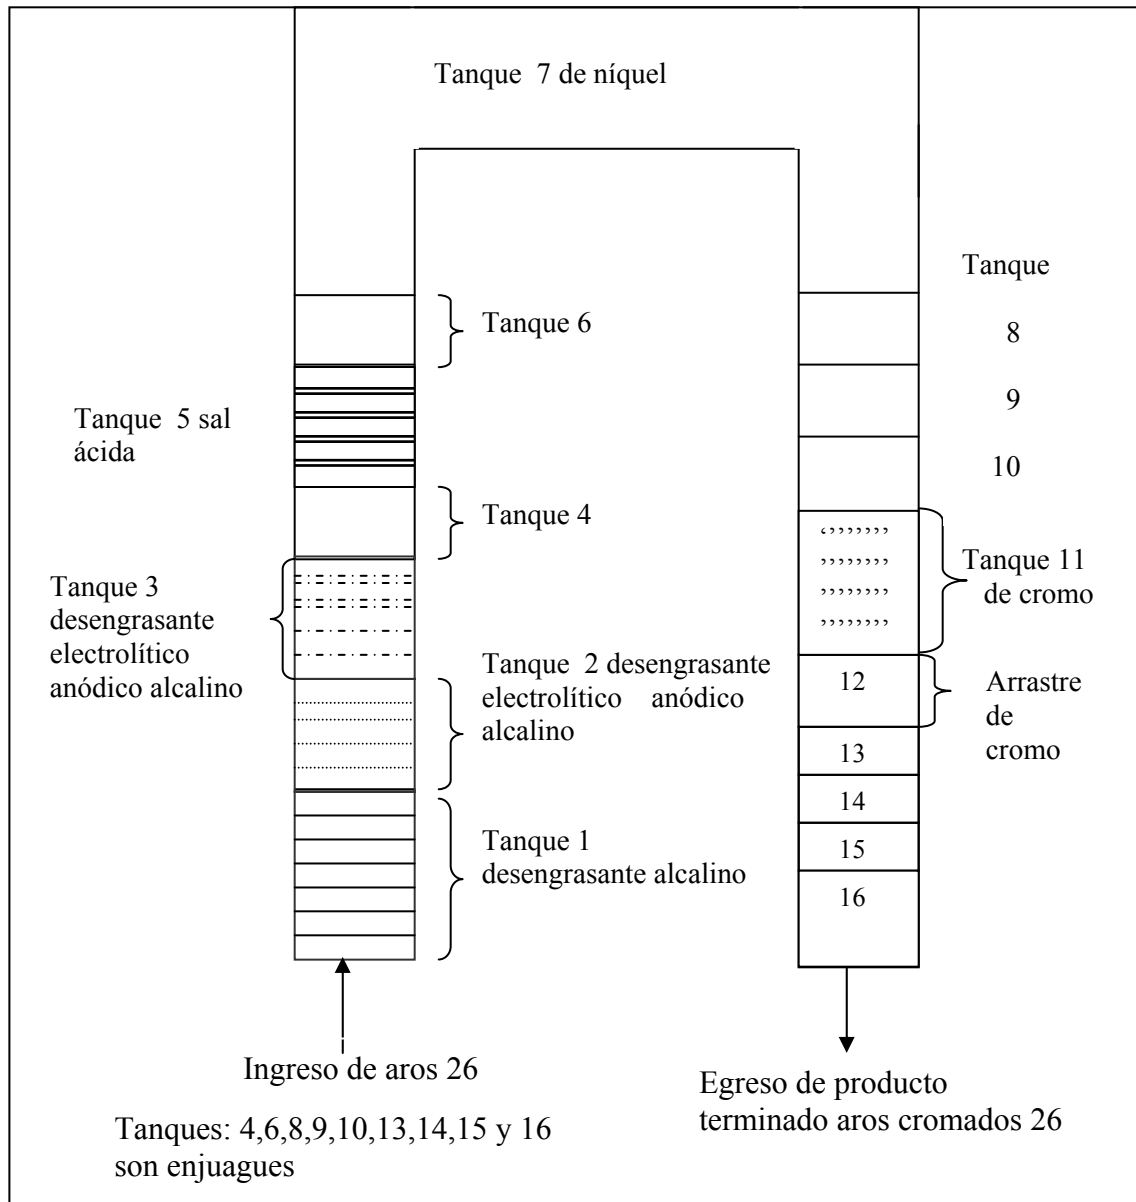 Tanque 7 de níquel
Tanque
8
9
10
Tanque 6
Tanque 5 sal
ácida
Tanque 4
Tanque 3
desengrasante
electrolítico
anódico alcalino
Tanque 2 desengrasante
electrolítico anódico
alcalino
Tanque 1
desengrasante alcalino
‘,,,,,,,
,,,,,,,,
,,,,,,,,
,,,,,,,,
Tanque 11
de cromo
12
Arrastre
de
cromo
13
14
15
16
Ingreso de aros 26
Tanques: 4,6,8,9,10,13,14,15 y 16
son enjuagues
Egreso de producto
terminado aros cromados 26